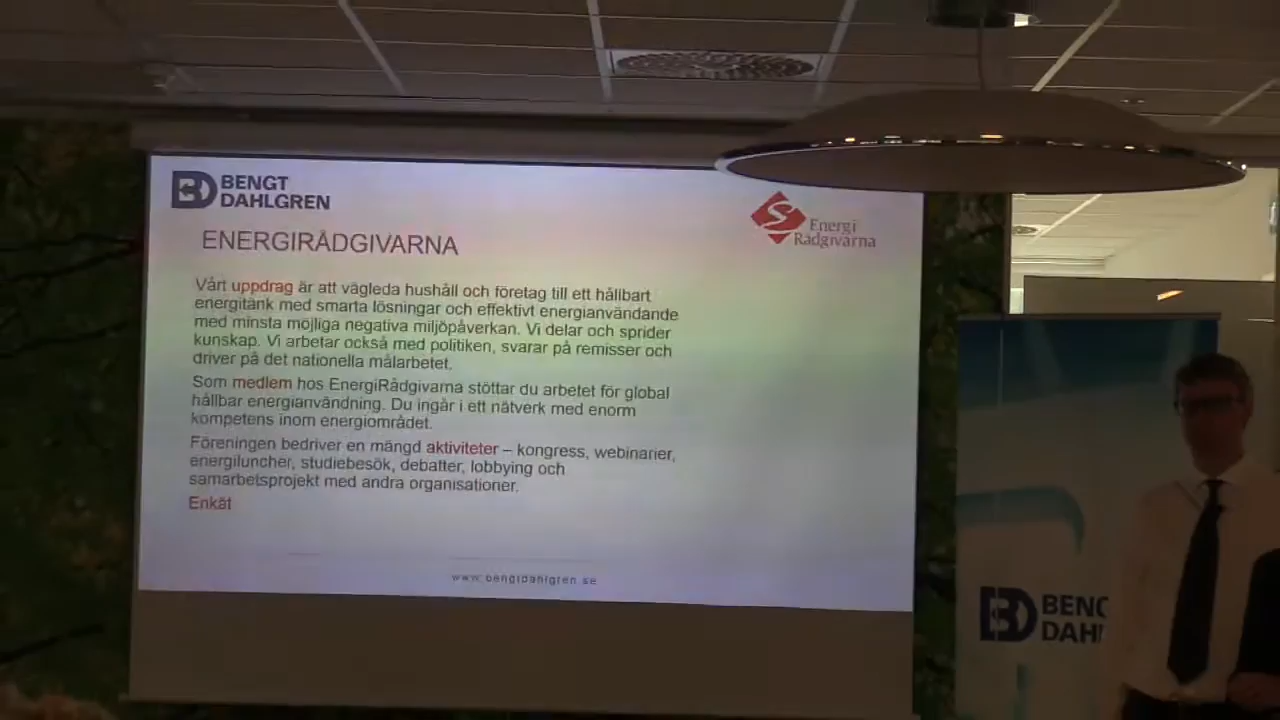 BENGT
DAHLGREN
Energi
Rådgivarna
ENERGIRÅDGIVARNA
Vårt uppdrag är att vägleda hushåll och företag till ett hållbart
energitänk med smarta lösningar och effektivt energianvändande
med minsta möjliga negativa miljöpåverkan. Vi delar och sprider
kunskap. Vi arbetar också med politiken, svarar på remisser och
driver på det nationella målarbetet.
Som medlem hos EnergiRådgivarna stöttar du arbetet för global
hållbar energianvändning. Du ingår i ett nätverk med enorm
kompetens inom energiområdet.
Föreningen bedriver en mängd aktiviteter – kongress, webinarier,
energiluncher, studiebesök, debatter, lobbying och
samarbetsprojekt med andra organisationer.
Enkät
www.bengtdahlgren.se
BENG
DAHL